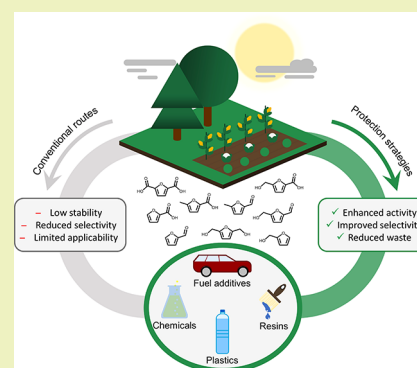 Conventional routes
Protection strategies
– Low stability
– Reduced selectivity
– Limited applicability
✓ Enhanced activity
✓ Improved selectivity
✓ Reduced waste
Fuel additives
Chemicals
Resins
Plastics